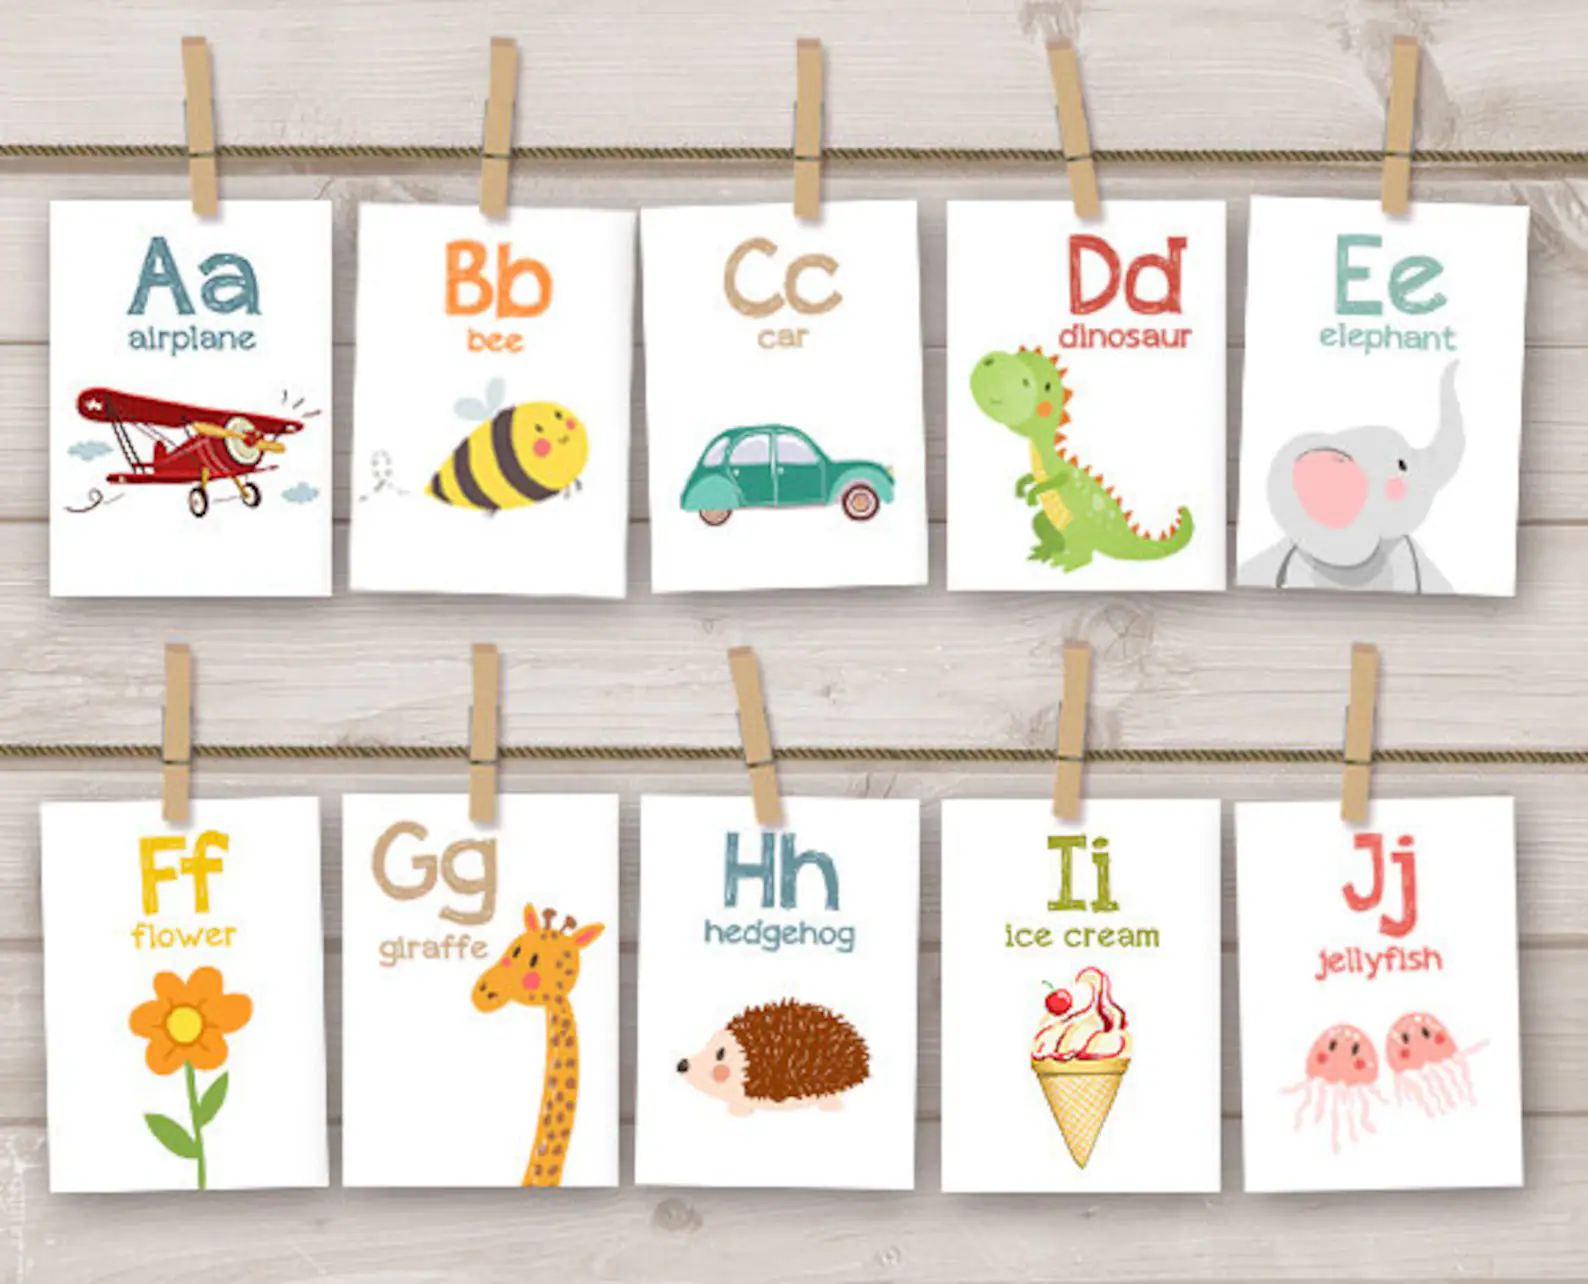 Aa
airplane
Bb
bee
Cc
car
Dd
dinosaur
Ee
elephant
Ff
flower
Gg
giraffe
Hh
hedgehog
Ii
ice cream
Jj
jellyfish